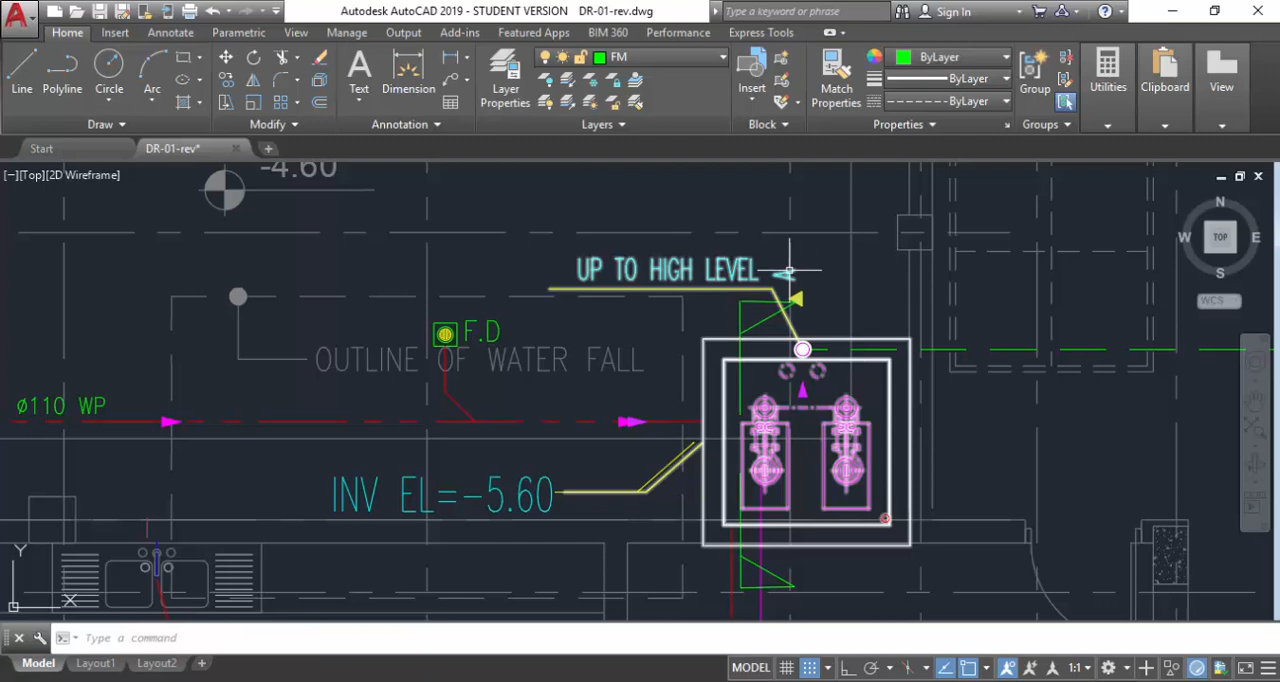 Autodesk AutoCAD 2019 - STUDENT VERSION DR-01-rev.dwg
Type a keyword or phrase
Sign In
Home Insert Annotate Parametric View Manage Output Add-ins Featured Apps BIM 360 Performance Express Tools
Line Polyline Circle Arc
Draw
Modify
Text Dimension
Annotation
Layer Properties
FM
Layers
Insert
Block
Match Properties
ByLayer
ByLayer
ByLayer
Properties
Group
Groups
Utilities
Clipboard
View
Start DR-01-rev*
[−][Top][2D Wireframe]
-4.60
N
W TOP E
S
WCS
UP TO HIGH LEVEL
A
F.D
OUTLINE OF WATER FALL
ø110 WP
INV EL=-5.60
Y
X
Type a command
Model Layout1 Layout2
MODEL 1:1